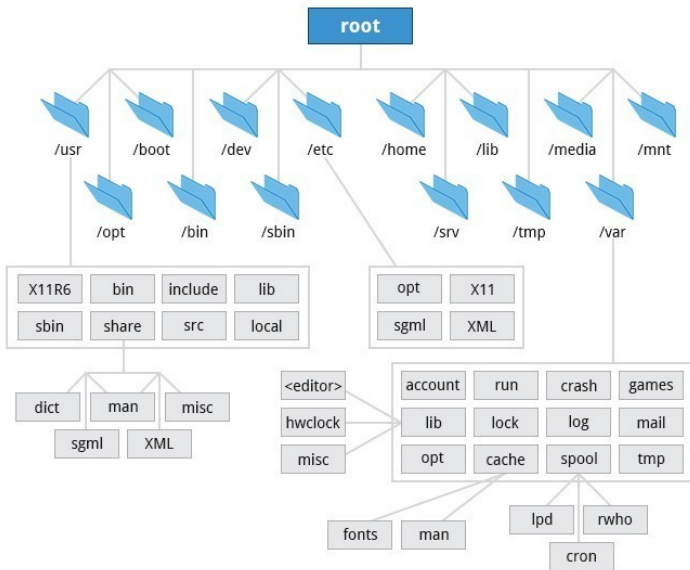 root
/usr
/boot
/dev
/etc
/home
/lib
/media
/mnt
/opt
/bin
/sbin
/srv
/tmp
/var
X11R6 bin include lib
sbin share src local
opt X11
sgml XML
dict man misc
sgml XML
<editor>
hwclock
misc
account run crash games
lib lock log mail
opt cache spool tmp
fonts man
lpd rwho
cron